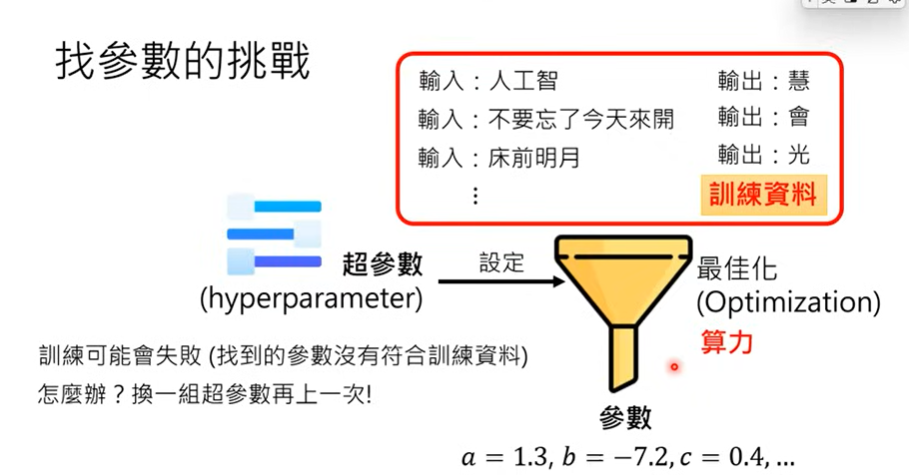 找參數的挑戰
輸入：人工智 輸出：慧
輸入：不要忘了今天來開 輸出：會
輸入：床前明月 輸出：光
⋮
訓練資料
超參數
(hyperparameter)
設定
最佳化
(Optimization)
算力
訓練可能會失敗 (找到的參數沒有符合訓練資料)
怎麼辦？換一組超參數再上一次!
參數
a = 1.3, b = −7.2, c = 0.4, ...